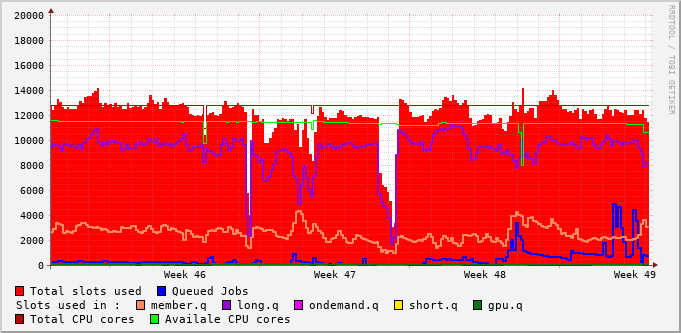 20000
18000
16000
14000
12000
10000
8000
6000
4000
2000
0
Week 46 Week 47 Week 48 Week 49
RRDTOOL / TOBI OETIKER
Total slots used Queued Jobs
Slots used in : member.q long.q ondemand.q short.q gpu.q
Total CPU cores Availale CPU cores